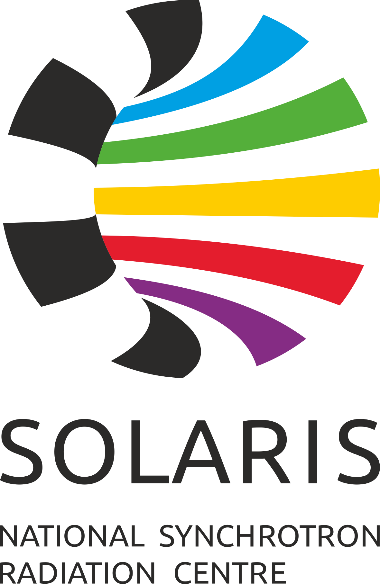 SOLARIS
NATIONAL SYNCHROTRON
RADIATION CENTRE